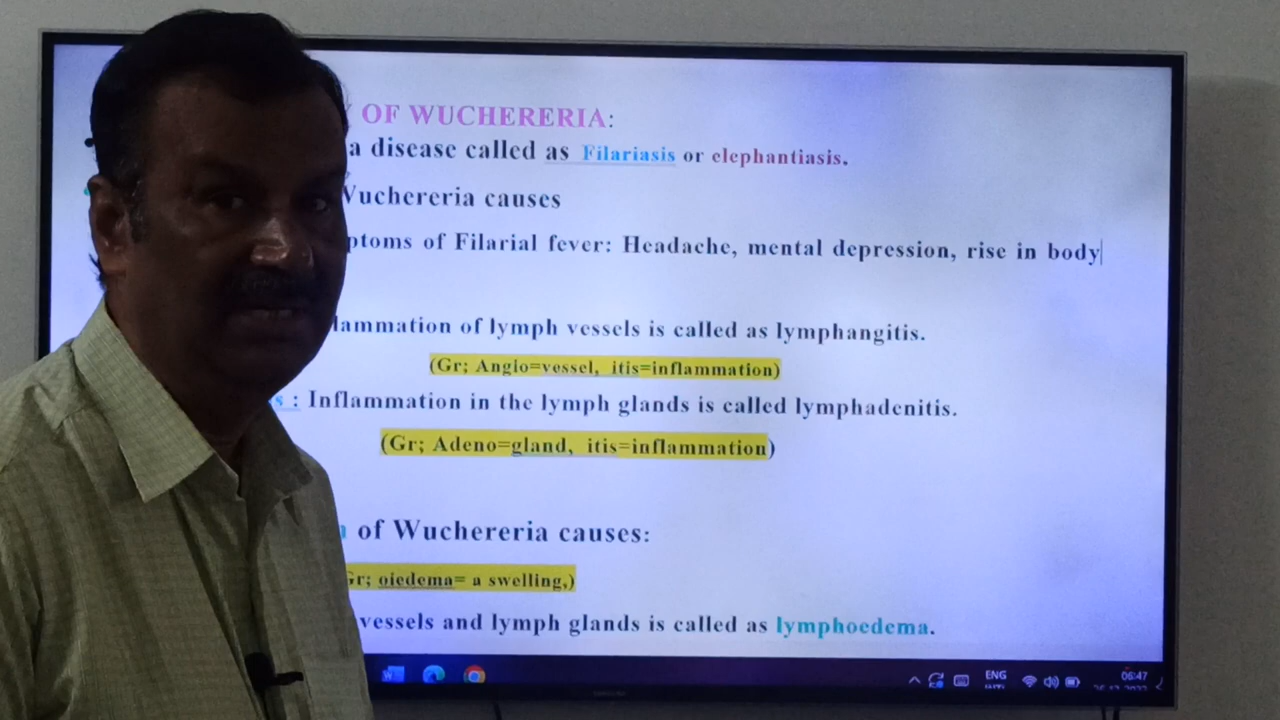 OF WUCHERERIA:
a disease called as Filariasis or elephantiasis.
Wuchereria causes
ptoms of Filarial fever: Headache, mental depression, rise in body
lammation of lymph vessels is called as lymphangitis.
(Gr; Angio=vessel, itis=inflammation)
s : Inflammation in the lymph glands is called lymphadenitis.
(Gr; Adeno=gland, itis=inflammation)
of Wuchereria causes:
Gr; oiedema= a swelling,)
vessels and lymph glands is called as lymphoedema.
ENG
06:47